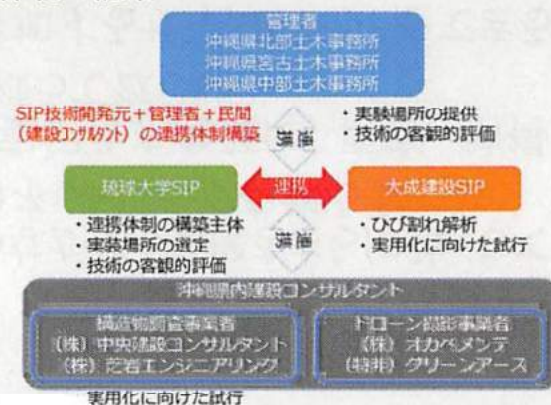 管理者
沖縄県北部土木事務所
沖縄県宮古土木事務所
沖縄県中部土木事務所
SIP技術開発元+管理者+民間
(建設コンサルタント)の連携体制構築
連携
・実験場所の提供
・技術の客観的評価
琉球大学SIP
連携
大成建設SIP
・連携体制の構築主体
・実装場所の選定
・技術の客観的評価
連携
・ひび割れ解析
・実用化に向けた試行
沖縄県内建設コンサルタント
構造物調査事業者
(株)中央建設コンサルタント
(株)芝岩エンジニアリング
ドローン撮影事業者
(株)オカベメンテ
(特非)グリーンアース
実用化に向けた試行